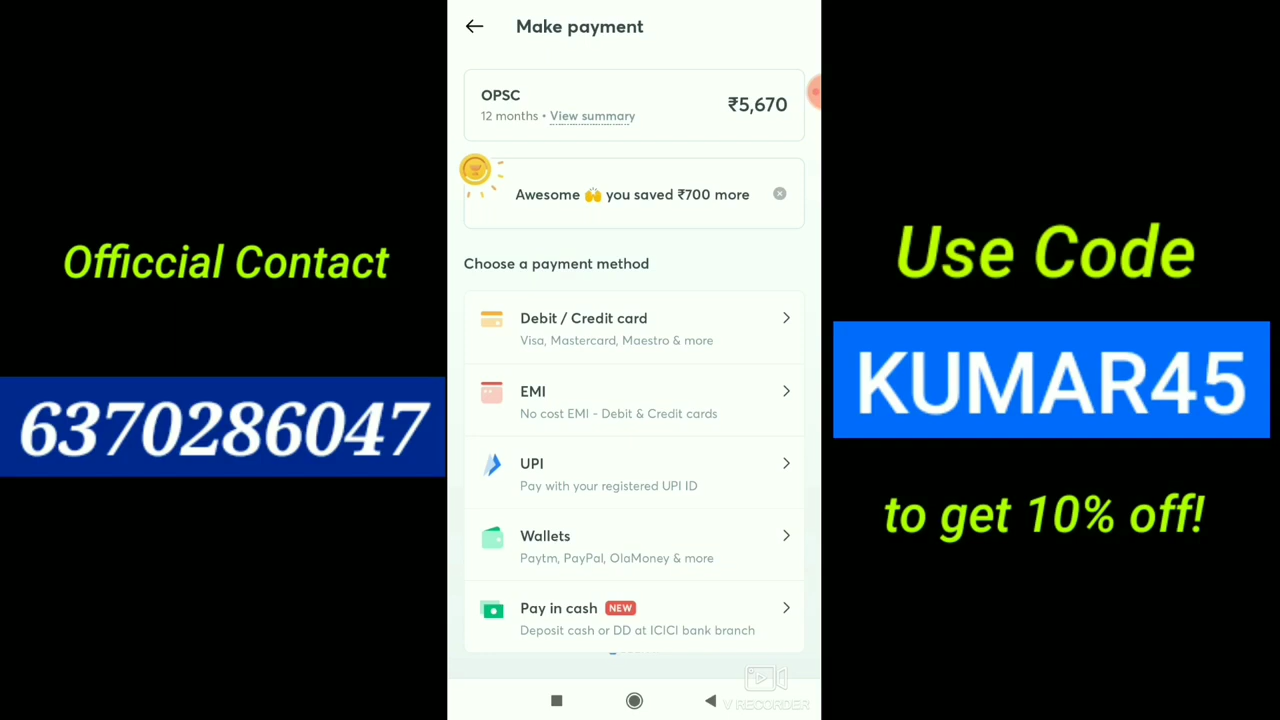 Make payment
OPSC
12 months • View summary
₹5,670
Awesome 🙌 you saved ₹700 more
Choose a payment method
Debit / Credit card
Visa, Mastercard, Maestro & more
EMI
No cost EMI - Debit & Credit cards
UPI
Pay with your registered UPI ID
Wallets
Paytm, PayPal, OlaMoney & more
Pay in cash NEW
Deposit cash or DD at ICICI bank branch
V RECORDER
Officcial Contact
6370286047
Use Code
KUMAR45
to get 10% off!